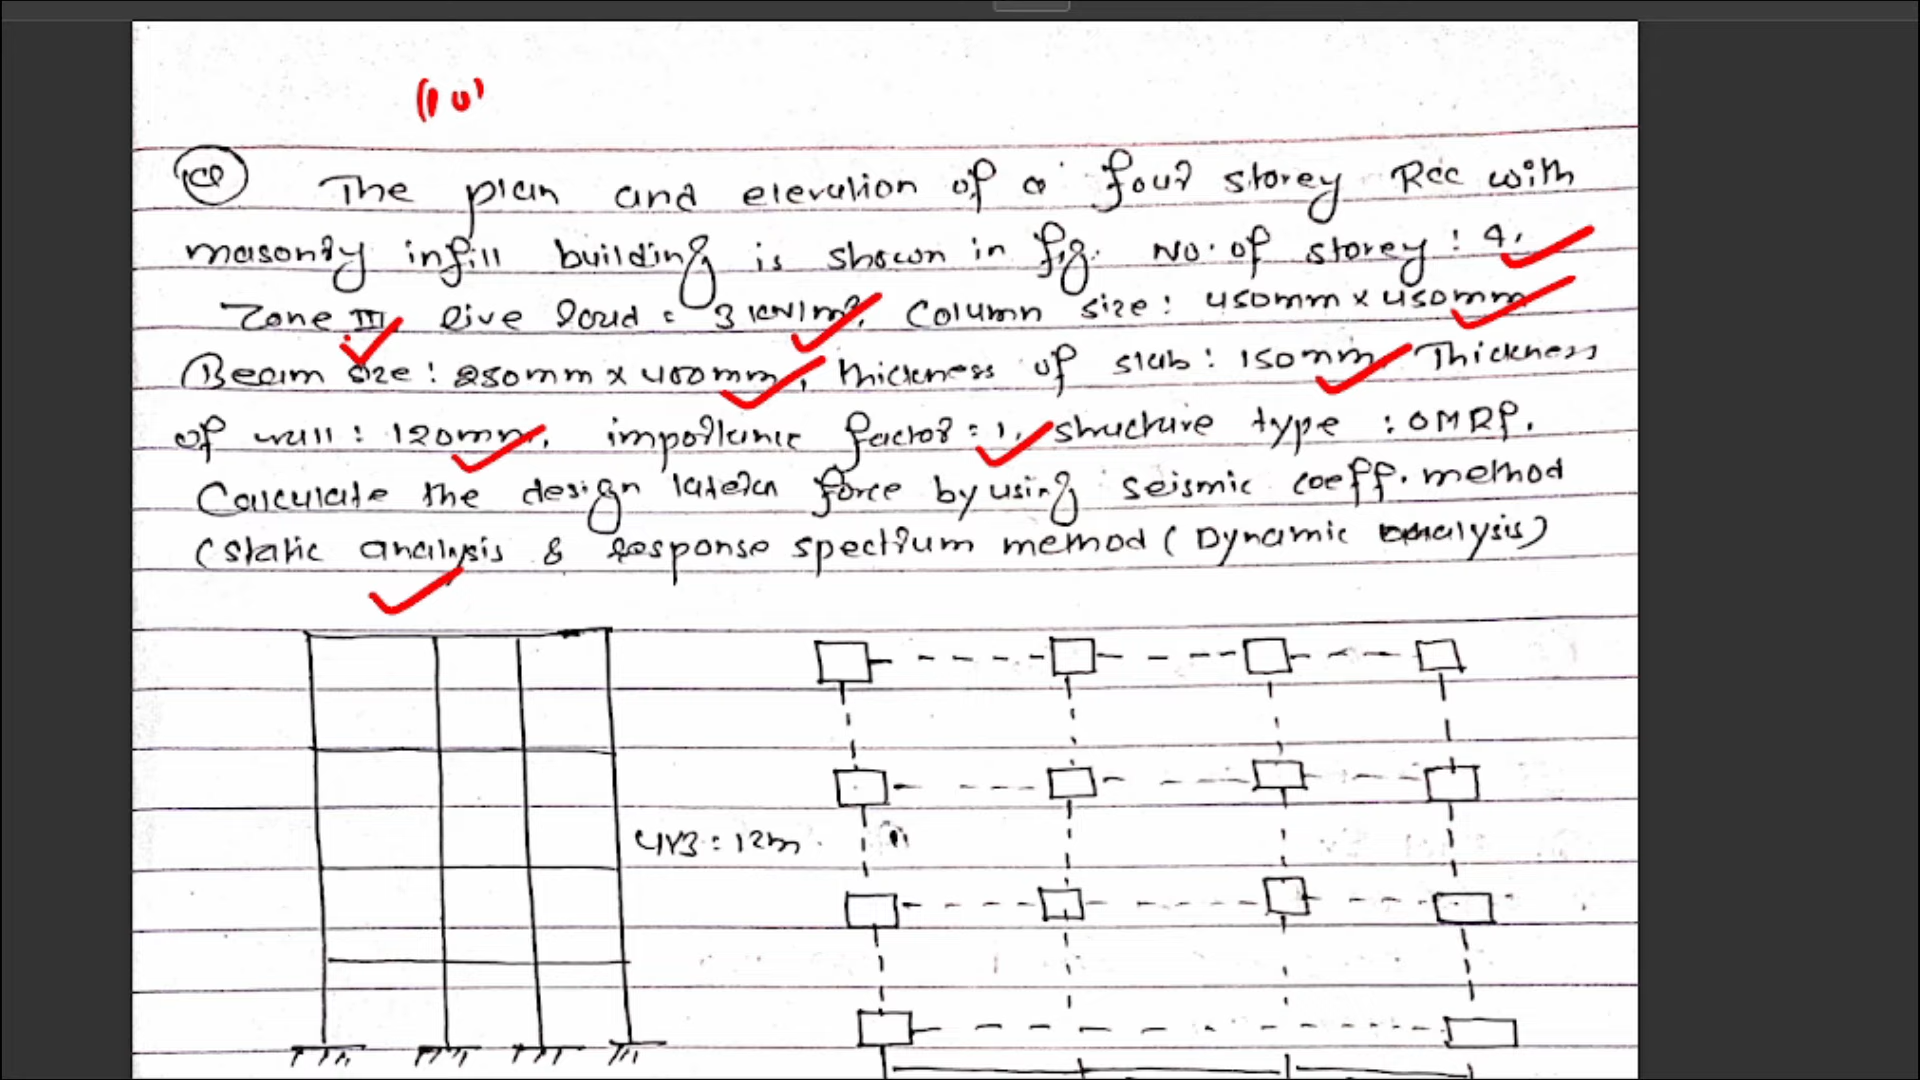 (10)
Q The plan and elevation of a four storey Rcc with
masonry infill building is shown in fig. No. of storey : 4,
Zone III, live load = 3 kN/m², Column size : 450mm x 450mm
Beam size : 250mm x 400mm, thickness of slab : 150mm Thickness
of wall : 120mm, importance factor = 1, structure type : OMRF.
Calculate the design lateral force by using seismic coeff. method
(static analysis & response spectrum method (Dynamic analysis)
4x3 = 12m